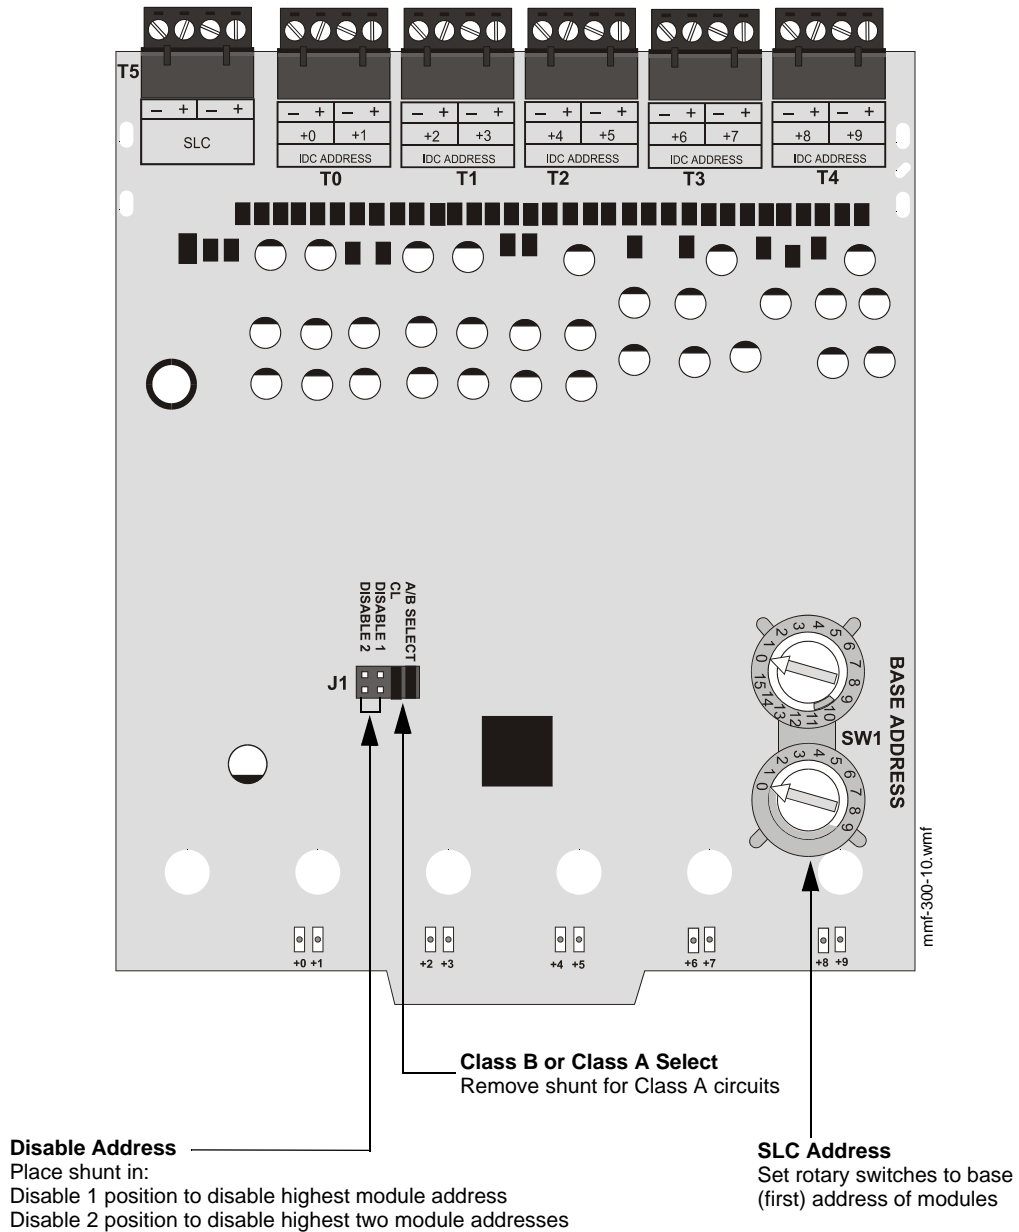 T5
− + − +
SLC
− + − +
+0 +1
IDC ADDRESS
T0
− + − +
+2 +3
IDC ADDRESS
T1
− + − +
+4 +5
IDC ADDRESS
T2
− + − +
+6 +7
IDC ADDRESS
T3
− + − +
+8 +9
IDC ADDRESS
T4
DISABLE 2
DISABLE 1
CL
A/B SELECT
J1
0 1 2 3 4 5 6 7 8 9 10 11 12 13 14 15
SW1
BASE ADDRESS
0 1 2 3 4 5 6 7 8 9
mmf-300-10.wmf
+0 +1
+2 +3
+4 +5
+6 +7
+8 +9
Class B or Class A Select
Remove shunt for Class A circuits
Disable Address
Place shunt in:
Disable 1 position to disable highest module address
Disable 2 position to disable highest two module addresses
SLC Address
Set rotary switches to base
(first) address of modules